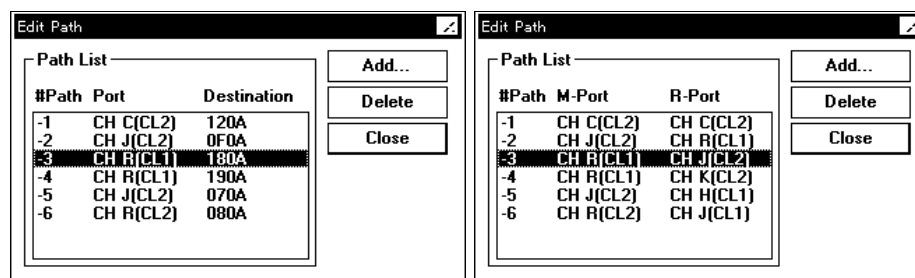 Edit Path
Path List
#Path Port Destination
-1 CH C(CL2) 120A
-2 CH J(CL2) 0F0A
-3 CH R(CL1) 180A
-4 CH R(CL1) 190A
-5 CH J(CL2) 070A
-6 CH R(CL2) 080A
Add...
Delete
Close
Edit Path
Path List
#Path M-Port R-Port
-1 CH C(CL2) CH C(CL2)
-2 CH J(CL2) CH R(CL1)
-3 CH R(CL1) CH J(CL2)
-4 CH R(CL1) CH K(CL2)
-5 CH J(CL2) CH H(CL1)
-6 CH R(CL2) CH J(CL1)
Add...
Delete
Close